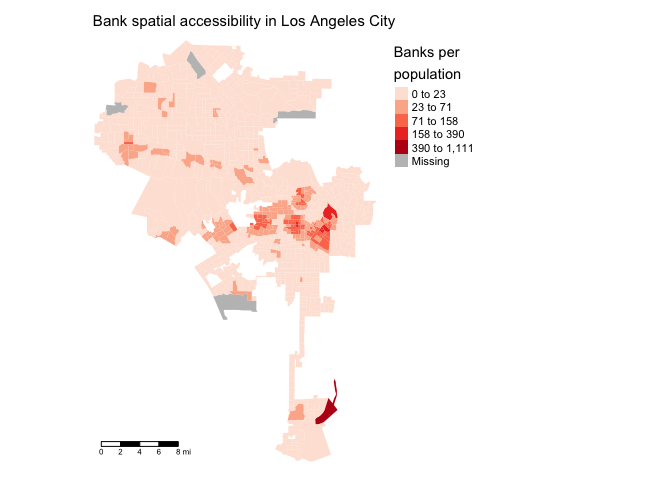 Bank spatial accessibility in Los Angeles City
Banks per
population
0 to 23
23 to 71
71 to 158
158 to 390
390 to 1,111
Missing
0 2 4 6 8 mi